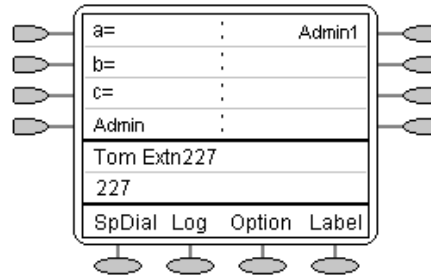 a= : Admin1
b= :
c= :
Admin :
Tom Extn227
227
SpDial Log Option Label